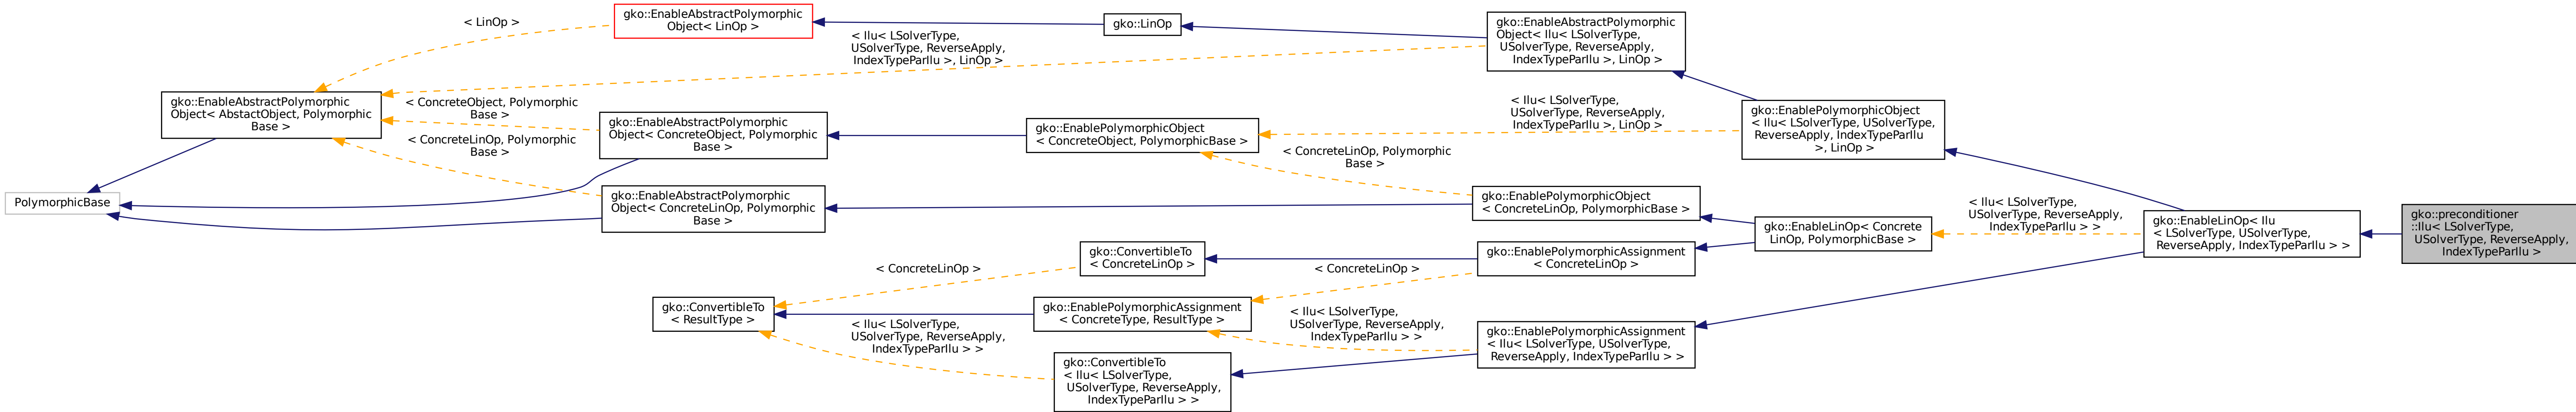 PolymorphicBase
gko::EnableAbstractPolymorphic
Object< AbstactObject, Polymorphic
Base >
gko::EnableAbstractPolymorphic
Object< LinOp >
< LinOp >
gko::LinOp
gko::EnableAbstractPolymorphic
Object< Ilu< LSolverType,
USolverType, ReverseApply,
IndexTypeParIlu >, LinOp >
< Ilu< LSolverType,
USolverType, ReverseApply,
IndexTypeParIlu >, LinOp >
gko::EnableAbstractPolymorphic
Object< ConcreteObject, Polymorphic
Base >
< ConcreteObject, Polymorphic
Base >
gko::EnableAbstractPolymorphic
Object< ConcreteLinOp, Polymorphic
Base >
< ConcreteLinOp, Polymorphic
Base >
gko::EnablePolymorphicObject
< ConcreteObject, PolymorphicBase >
gko::EnablePolymorphicObject
< Ilu< LSolverType, USolverType,
ReverseApply, IndexTypeParIlu
>, LinOp >
< Ilu< LSolverType,
USolverType, ReverseApply,
IndexTypeParIlu >, LinOp >
gko::EnablePolymorphicObject
< ConcreteLinOp, PolymorphicBase >
< ConcreteLinOp, Polymorphic
Base >
gko::EnableLinOp< Concrete
LinOp, PolymorphicBase >
gko::EnableLinOp< Ilu
< LSolverType, USolverType,
ReverseApply, IndexTypeParIlu > >
< Ilu< LSolverType,
USolverType, ReverseApply,
IndexTypeParIlu > >
gko::preconditioner
::Ilu< LSolverType,
USolverType, ReverseApply,
IndexTypeParIlu >
gko::ConvertibleTo
< ConcreteLinOp >
gko::EnablePolymorphicAssignment
< ConcreteLinOp >
< ConcreteLinOp >
< ConcreteLinOp >
gko::ConvertibleTo
< ResultType >
gko::EnablePolymorphicAssignment
< ConcreteType, ResultType >
< Ilu< LSolverType,
USolverType, ReverseApply,
IndexTypeParIlu > >
< Ilu< LSolverType,
USolverType, ReverseApply,
IndexTypeParIlu > >
gko::EnablePolymorphicAssignment
< Ilu< LSolverType, USolverType,
ReverseApply, IndexTypeParIlu > >
gko::ConvertibleTo
< Ilu< LSolverType,
USolverType, ReverseApply,
IndexTypeParIlu > >